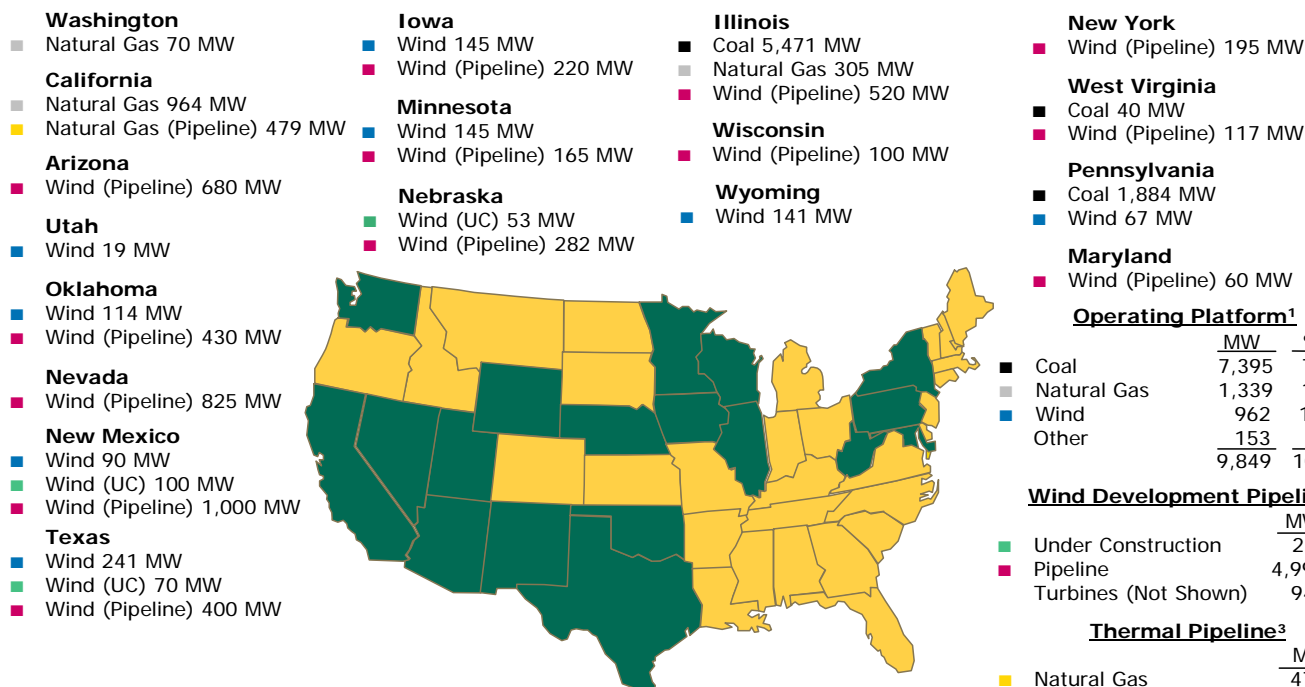 Washington
Natural Gas 70 MW
California
Natural Gas 964 MW
Natural Gas (Pipeline) 479 MW
Arizona
Wind (Pipeline) 680 MW
Utah
Wind 19 MW
Oklahoma
Wind 114 MW
Wind (Pipeline) 430 MW
Nevada
Wind (Pipeline) 825 MW
New Mexico
Wind 90 MW
Wind (UC) 100 MW
Wind (Pipeline) 1,000 MW
Texas
Wind 241 MW
Wind (UC) 70 MW
Wind (Pipeline) 400 MW
Iowa
Wind 145 MW
Wind (Pipeline) 220 MW
Minnesota
Wind 145 MW
Wind (Pipeline) 165 MW
Nebraska
Wind (UC) 53 MW
Wind (Pipeline) 282 MW
Illinois
Coal 5,471 MW
Natural Gas 305 MW
Wind (Pipeline) 520 MW
Wisconsin
Wind (Pipeline) 100 MW
Wyoming
Wind 141 MW
New York
Wind (Pipeline) 195 MW
West Virginia
Coal 40 MW
Wind (Pipeline) 117 MW
Pennsylvania
Coal 1,884 MW
Wind 67 MW
Maryland
Wind (Pipeline) 60 MW
Operating Platform¹
MW
Coal 7,395
Natural Gas 1,339
Wind 962
Other 153
9,849
Wind Development
Under Construction
Pipeline
Turbines (Not Shown)
Thermal Pipeline³
Natural Gas